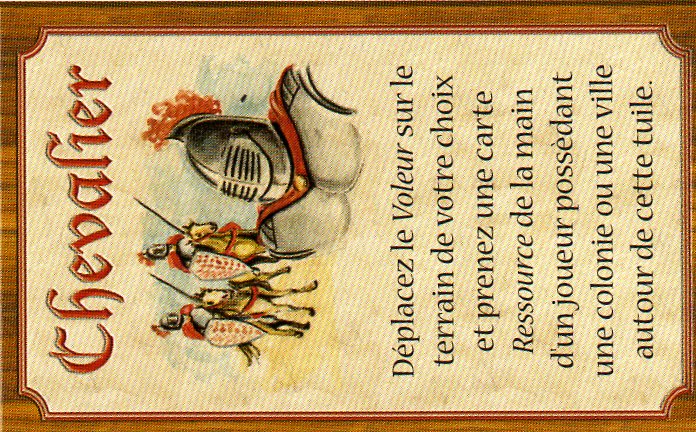 Chevalier
Déplacez le Voleur sur le
terrain de votre choix
et prenez une carte
Ressource de la main
d'un joueur possèdant
une colonie ou une ville
autour de cette tuile.